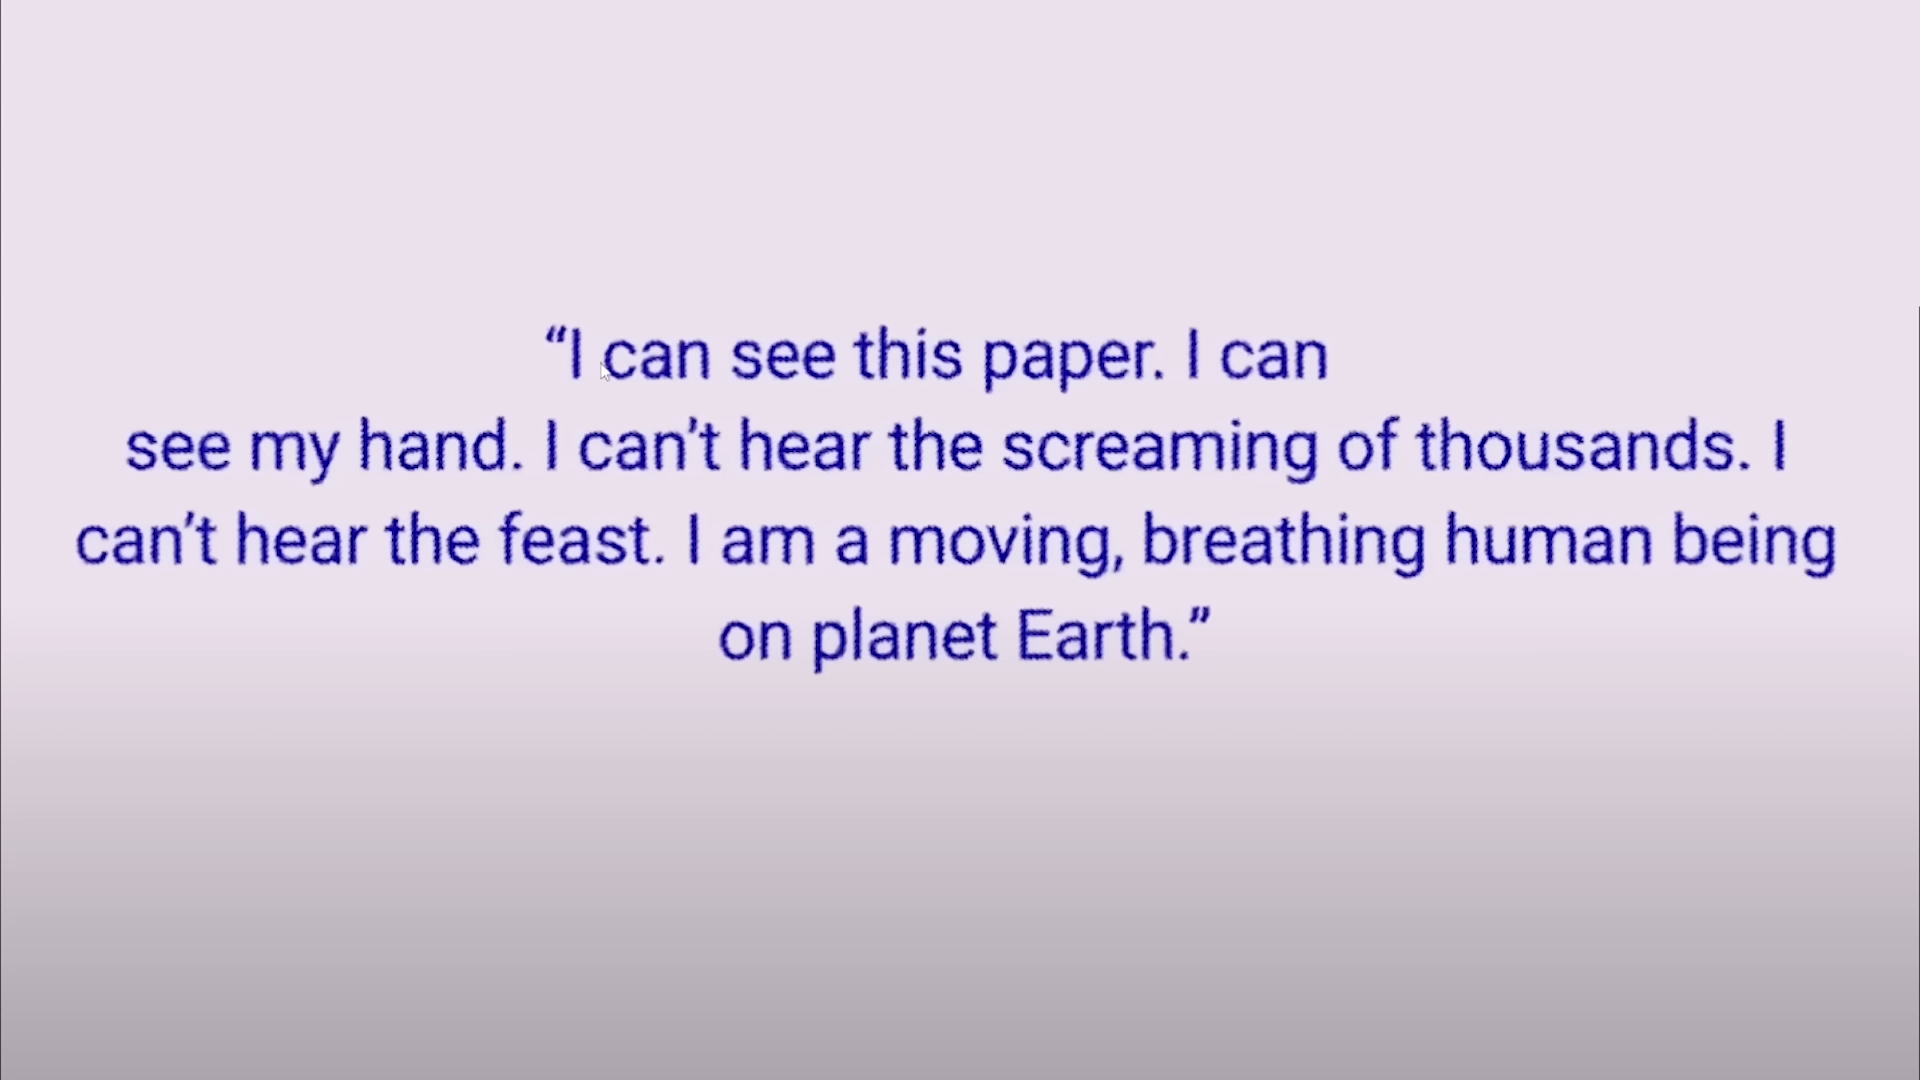 “I can see this paper. I can
see my hand. I can’t hear the screaming of thousands. I
can’t hear the feast. I am a moving, breathing human being
on planet Earth.”